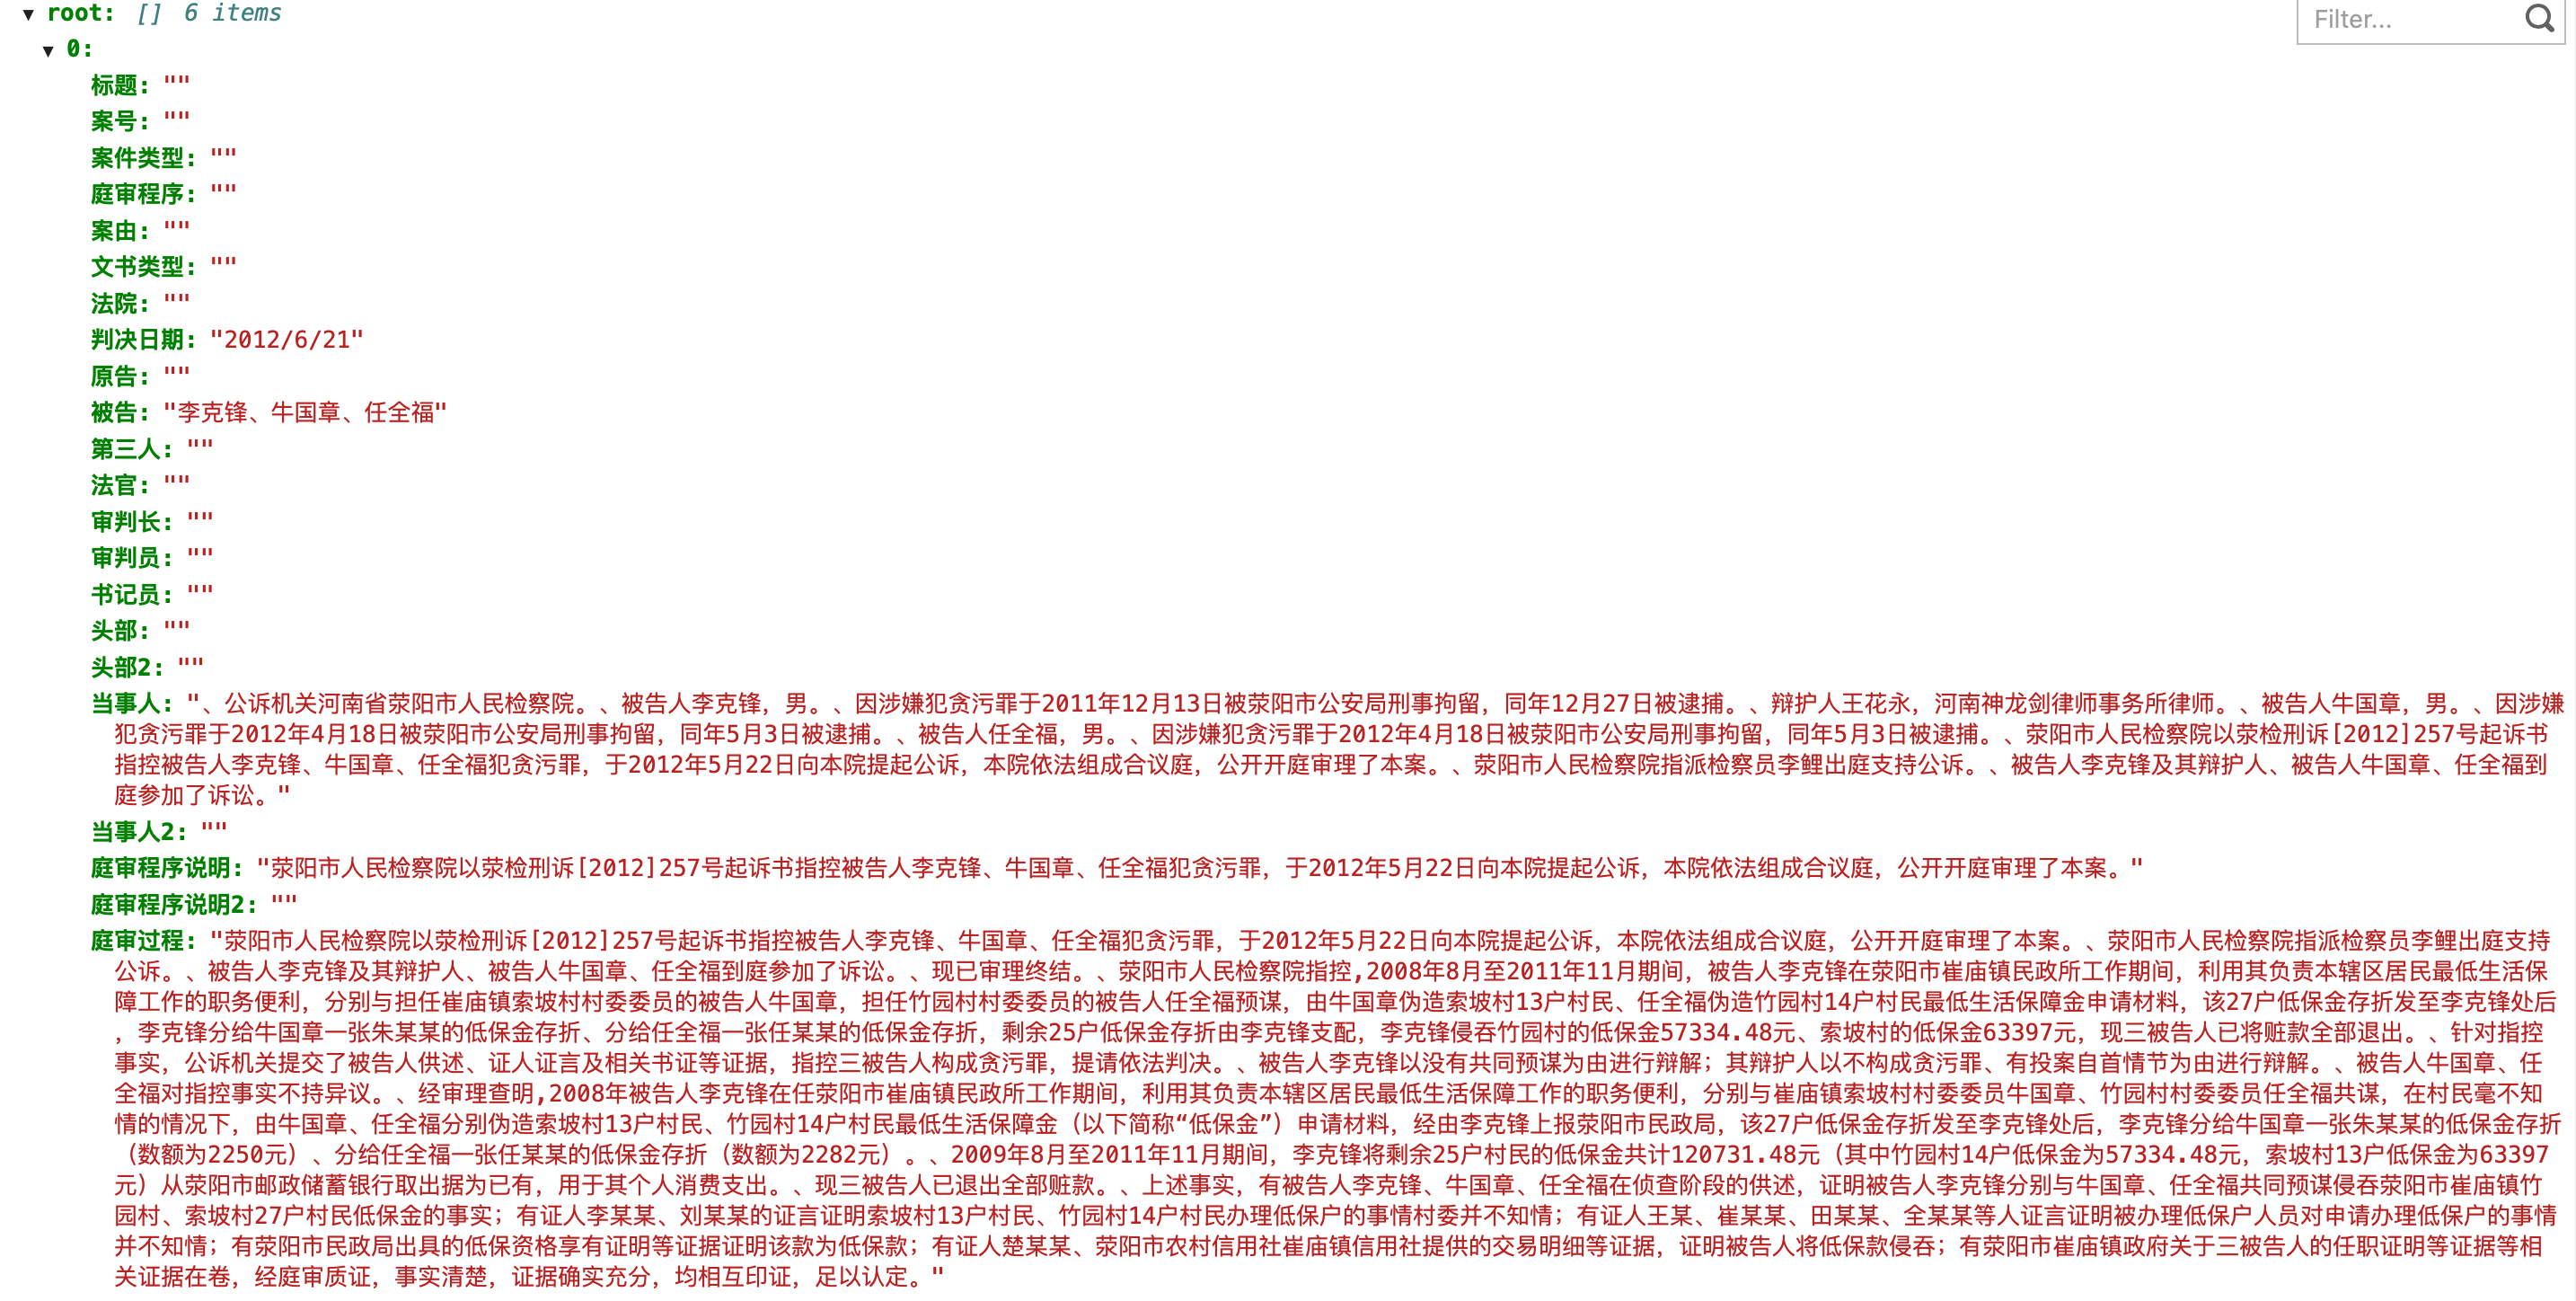 ▼ root: [] 6 items
Filter...
▼ 0:
标题: ""
案号: ""
案件类型: ""
庭审程序: ""
案由: ""
文书类型: ""
法院: ""
判决日期: "2012/6/21"
原告: ""
被告: "李克锋、牛国章、任全福"
第三人: ""
法官: ""
审判长: ""
审判员: ""
书记员: ""
头部: ""
头部2: ""
当事人: "、公诉机关河南省荥阳市人民检察院。、被告人李克锋，男。、因涉嫌犯贪污罪于2011年12月13日被荥阳市公安局刑事拘留，同年12月27日被逮捕。、辩护人王花永，河南神龙剑律师事务所律师。、被告人牛国章，男。、因涉嫌
犯贪污罪于2012年4月18日被荥阳市公安局刑事拘留，同年5月3日被逮捕。、被告人任全福，男。、因涉嫌犯贪污罪于2012年4月18日被荥阳市公安局刑事拘留，同年5月3日被逮捕。、荥阳市人民检察院以荥检刑诉[2012]257号起诉书
指控被告人李克锋、牛国章、任全福犯贪污罪，于2012年5月22日向本院提起公诉，本院依法组成合议庭，公开开庭审理了本案。、荥阳市人民检察院指派检察员李鲤出庭支持公诉。、被告人李克锋及其辩护人、被告人牛国章、任全福到
庭参加了诉讼。"
当事人2: ""
庭审程序说明: "荥阳市人民检察院以荥检刑诉[2012]257号起诉书指控被告人李克锋、牛国章、任全福犯贪污罪，于2012年5月22日向本院提起公诉，本院依法组成合议庭，公开开庭审理了本案。"
庭审程序说明2: ""
庭审过程: "荥阳市人民检察院以荥检刑诉[2012]257号起诉书指控被告人李克锋、牛国章、任全福犯贪污罪，于2012年5月22日向本院提起公诉，本院依法组成合议庭，公开开庭审理了本案。、荥阳市人民检察院指派检察员李鲤出庭支持
公诉。、被告人李克锋及其辩护人、被告人牛国章、任全福到庭参加了诉讼。、现已审理终结。、荥阳市人民检察院指控,2008年8月至2011年11月期间，被告人李克锋在荥阳市崔庙镇民政所工作期间，利用其负责本辖区居民最低生活保
障工作的职务便利，分别与担任崔庙镇索坡村村委委员的被告人牛国章，担任竹园村村委委员的被告人任全福预谋，由牛国章伪造索坡村13户村民、任全福伪造竹园村14户村民最低生活保障金申请材料，该27户低保金存折发至李克锋处后
，李克锋分给牛国章一张朱某某的低保金存折、分给任全福一张任某某的低保金存折，剩余25户低保金存折由李克锋支配，李克锋侵吞竹园村的低保金57334.48元、索坡村的低保金63397元，现三被告人已将赃款全部退出。、针对指控
事实，公诉机关提交了被告人供述、证人证言及相关书证等证据，指控三被告人构成贪污罪，提请依法判决。、被告人李克锋以没有共同预谋为由进行辩解；其辩护人以不构成贪污罪、有投案自首情节为由进行辩解。、被告人牛国章、任
全福对指控事实不持异议。、经审理查明,2008年被告人李克锋在任荥阳市崔庙镇民政所工作期间，利用其负责本辖区居民最低生活保障工作的职务便利，分别与崔庙镇索坡村村委委员牛国章、竹园村村委委员任全福共谋，在村民毫不知
情的情况下，由牛国章、任全福分别伪造索坡村13户村民、竹园村14户村民最低生活保障金（以下简称“低保金”）申请材料，经由李克锋上报荥阳市民政局，该27户低保金存折发至李克锋处后，李克锋分给牛国章一张朱某某的低保金存折
（数额为2250元）、分给任全福一张任某某的低保金存折（数额为2282元）。、2009年8月至2011年11月期间，李克锋将剩余25户村民的低保金共计120731.48元（其中竹园村14户低保金为57334.48元，索坡村13户低保金为63397
元）从荥阳市邮政储蓄银行取出据为已有，用于其个人消费支出。、现三被告人已退出全部赃款。、上述事实，有被告人李克锋、牛国章、任全福在侦查阶段的供述，证明被告人李克锋分别与牛国章、任全福共同预谋侵吞荥阳市崔庙镇竹
园村、索坡村27户村民低保金的事实；有证人李某某、刘某某的证言证明索坡村13户村民、竹园村14户村民办理低保户的事情村委并不知情；有证人王某、崔某某、田某某、全某某等人证言证明被办理低保户人员对申请办理低保户的事情
并不知情；有荥阳市民政局出具的低保资格享有证明等证据证明该款为低保款；有证人楚某某、荥阳市农村信用社崔庙镇信用社提供的交易明细等证据，证明被告人将低保款侵吞；有荥阳市崔庙镇政府关于三被告人的任职证明等证据等相
关证据在卷，经庭审质证，事实清楚，证据确实充分，均相互印证，足以认定。"